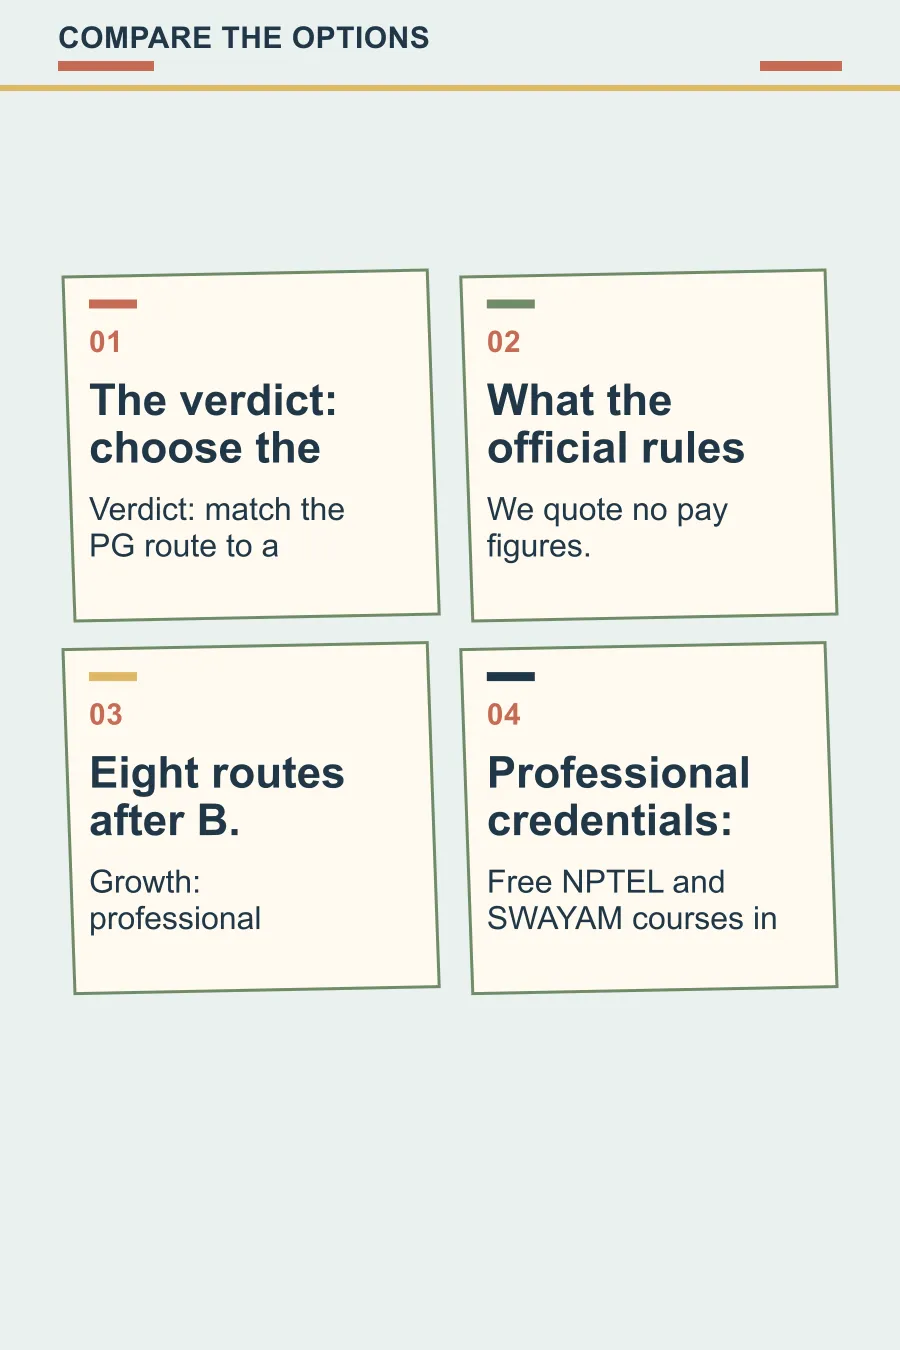 COMPARE THE OPTIONS
01
The verdict:
choose the
Verdict: match the
PG route to a
02
What the
official rules
We quote no pay
figures.
03
Eight routes
after B.
Growth:
professional
04
Professional
credentials:
Free NPTEL and
SWAYAM courses in